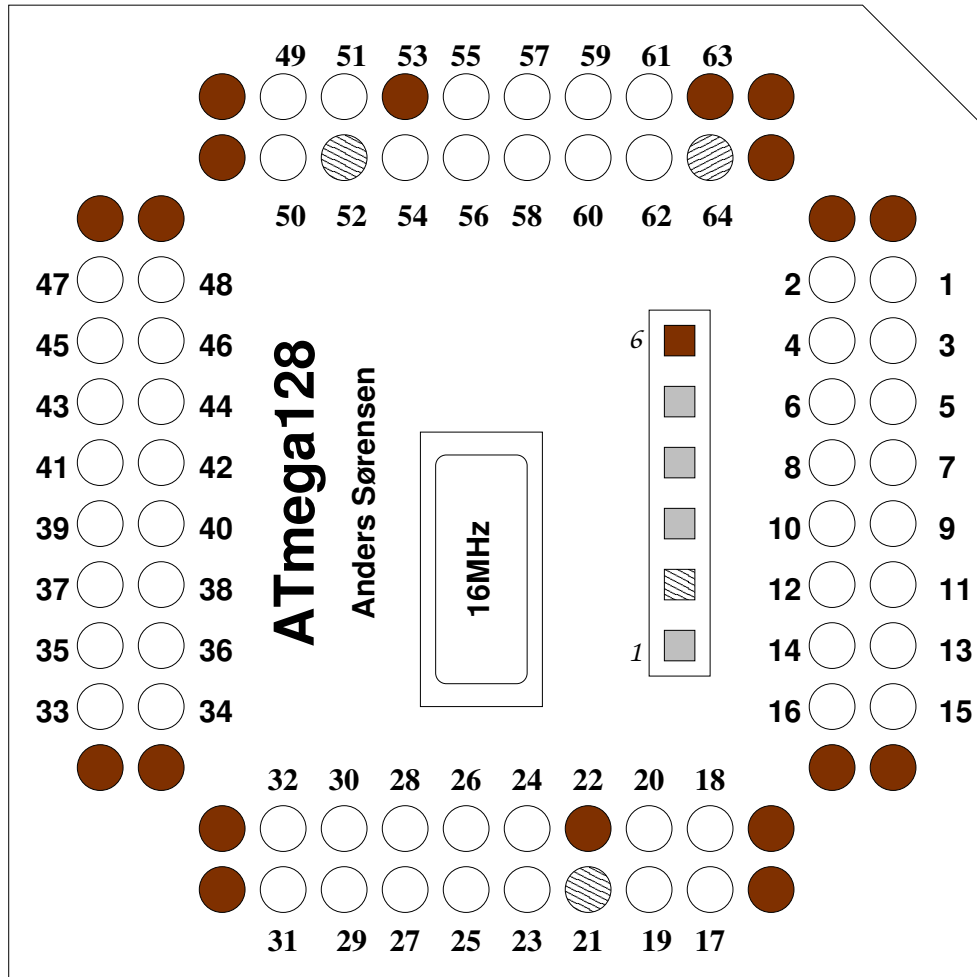 49 51 53 55 57 59 61 63
50 52 54 56 58 60 62 64
47 48 2 1
45 46 6 4 3
43 44 6 5
41 42 8 7
39 40 10 9
37 38 12 11
35 36 1 14 13
33 34 16 15
ATmega128
Anders Sørensen
16MHz
32 30 28 26 24 22 20 18
31 29 27 25 23 21 19 17